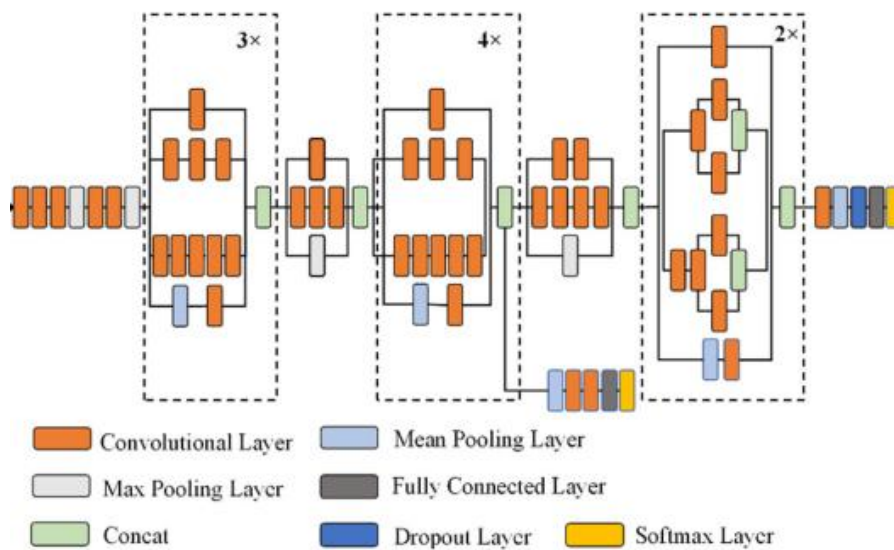 3× 4× 2×
Convolutional Layer Mean Pooling Layer
Max Pooling Layer Fully Connected Layer
Concat Dropout Layer Softmax Layer